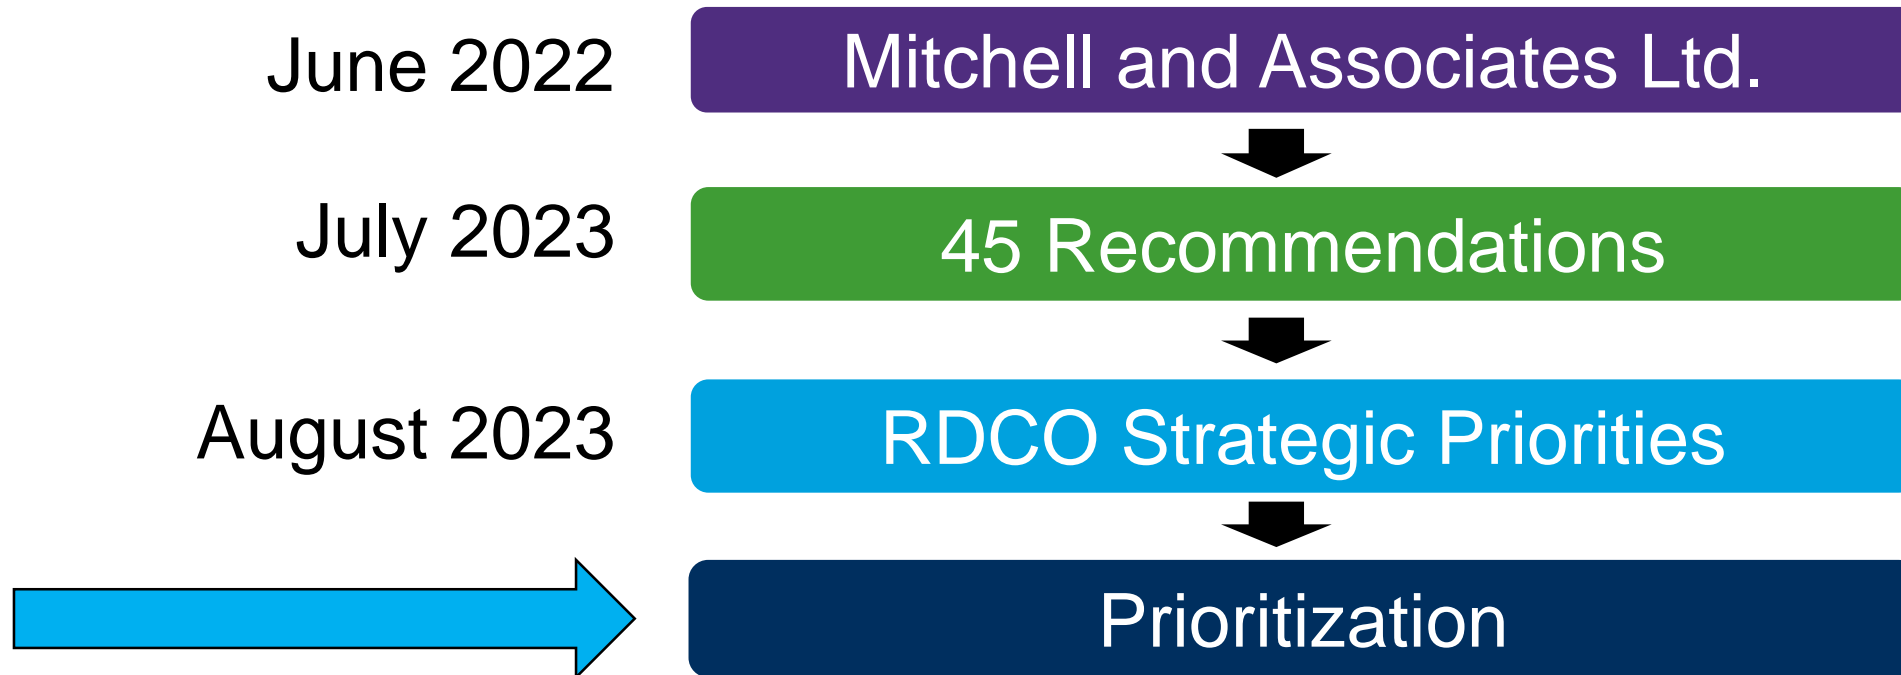 June 2022
Mitchell and Associates Ltd.
July 2023
45 Recommendations
August 2023
RDCO Strategic Priorities
Prioritization